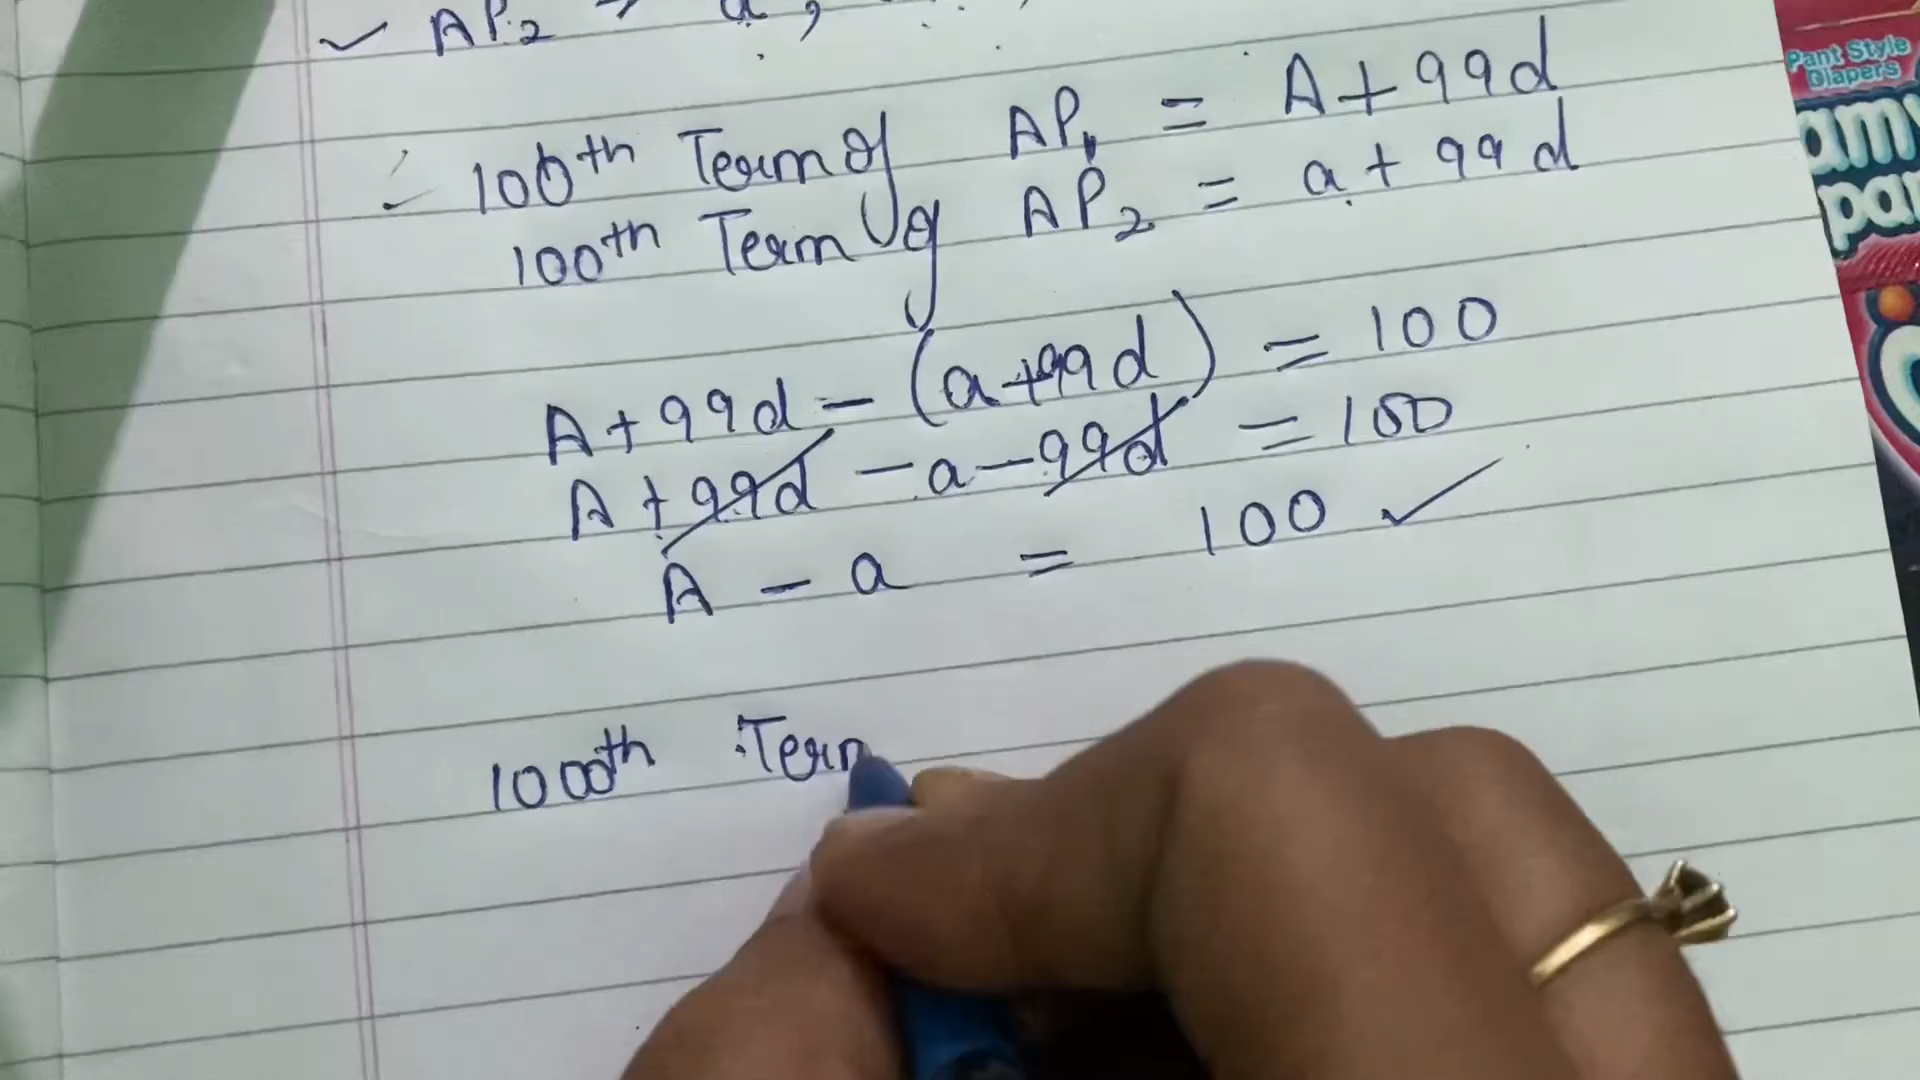 AP2 → a,
∴ 100th Term of AP1 = A + 99d
100th Term of AP2 = a + 99d
A + 99d - (a + 99d) = 100
A + 99d - a - 99d = 100
A - a = 100 ✓
1000th Term
Pant Style
Diapers